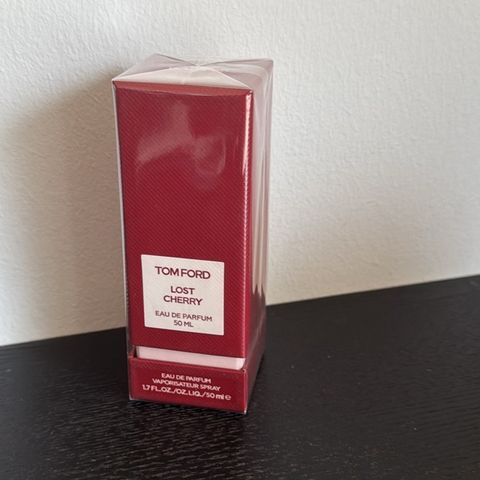 TOM FORD
LOST
CHERRY
EAU DE PARFUM
50 ML
EAU DE PARFUM
VAPORISATEUR SPRAY
1.7 FL.OZ./OZ.LIQ./50 ml ℮